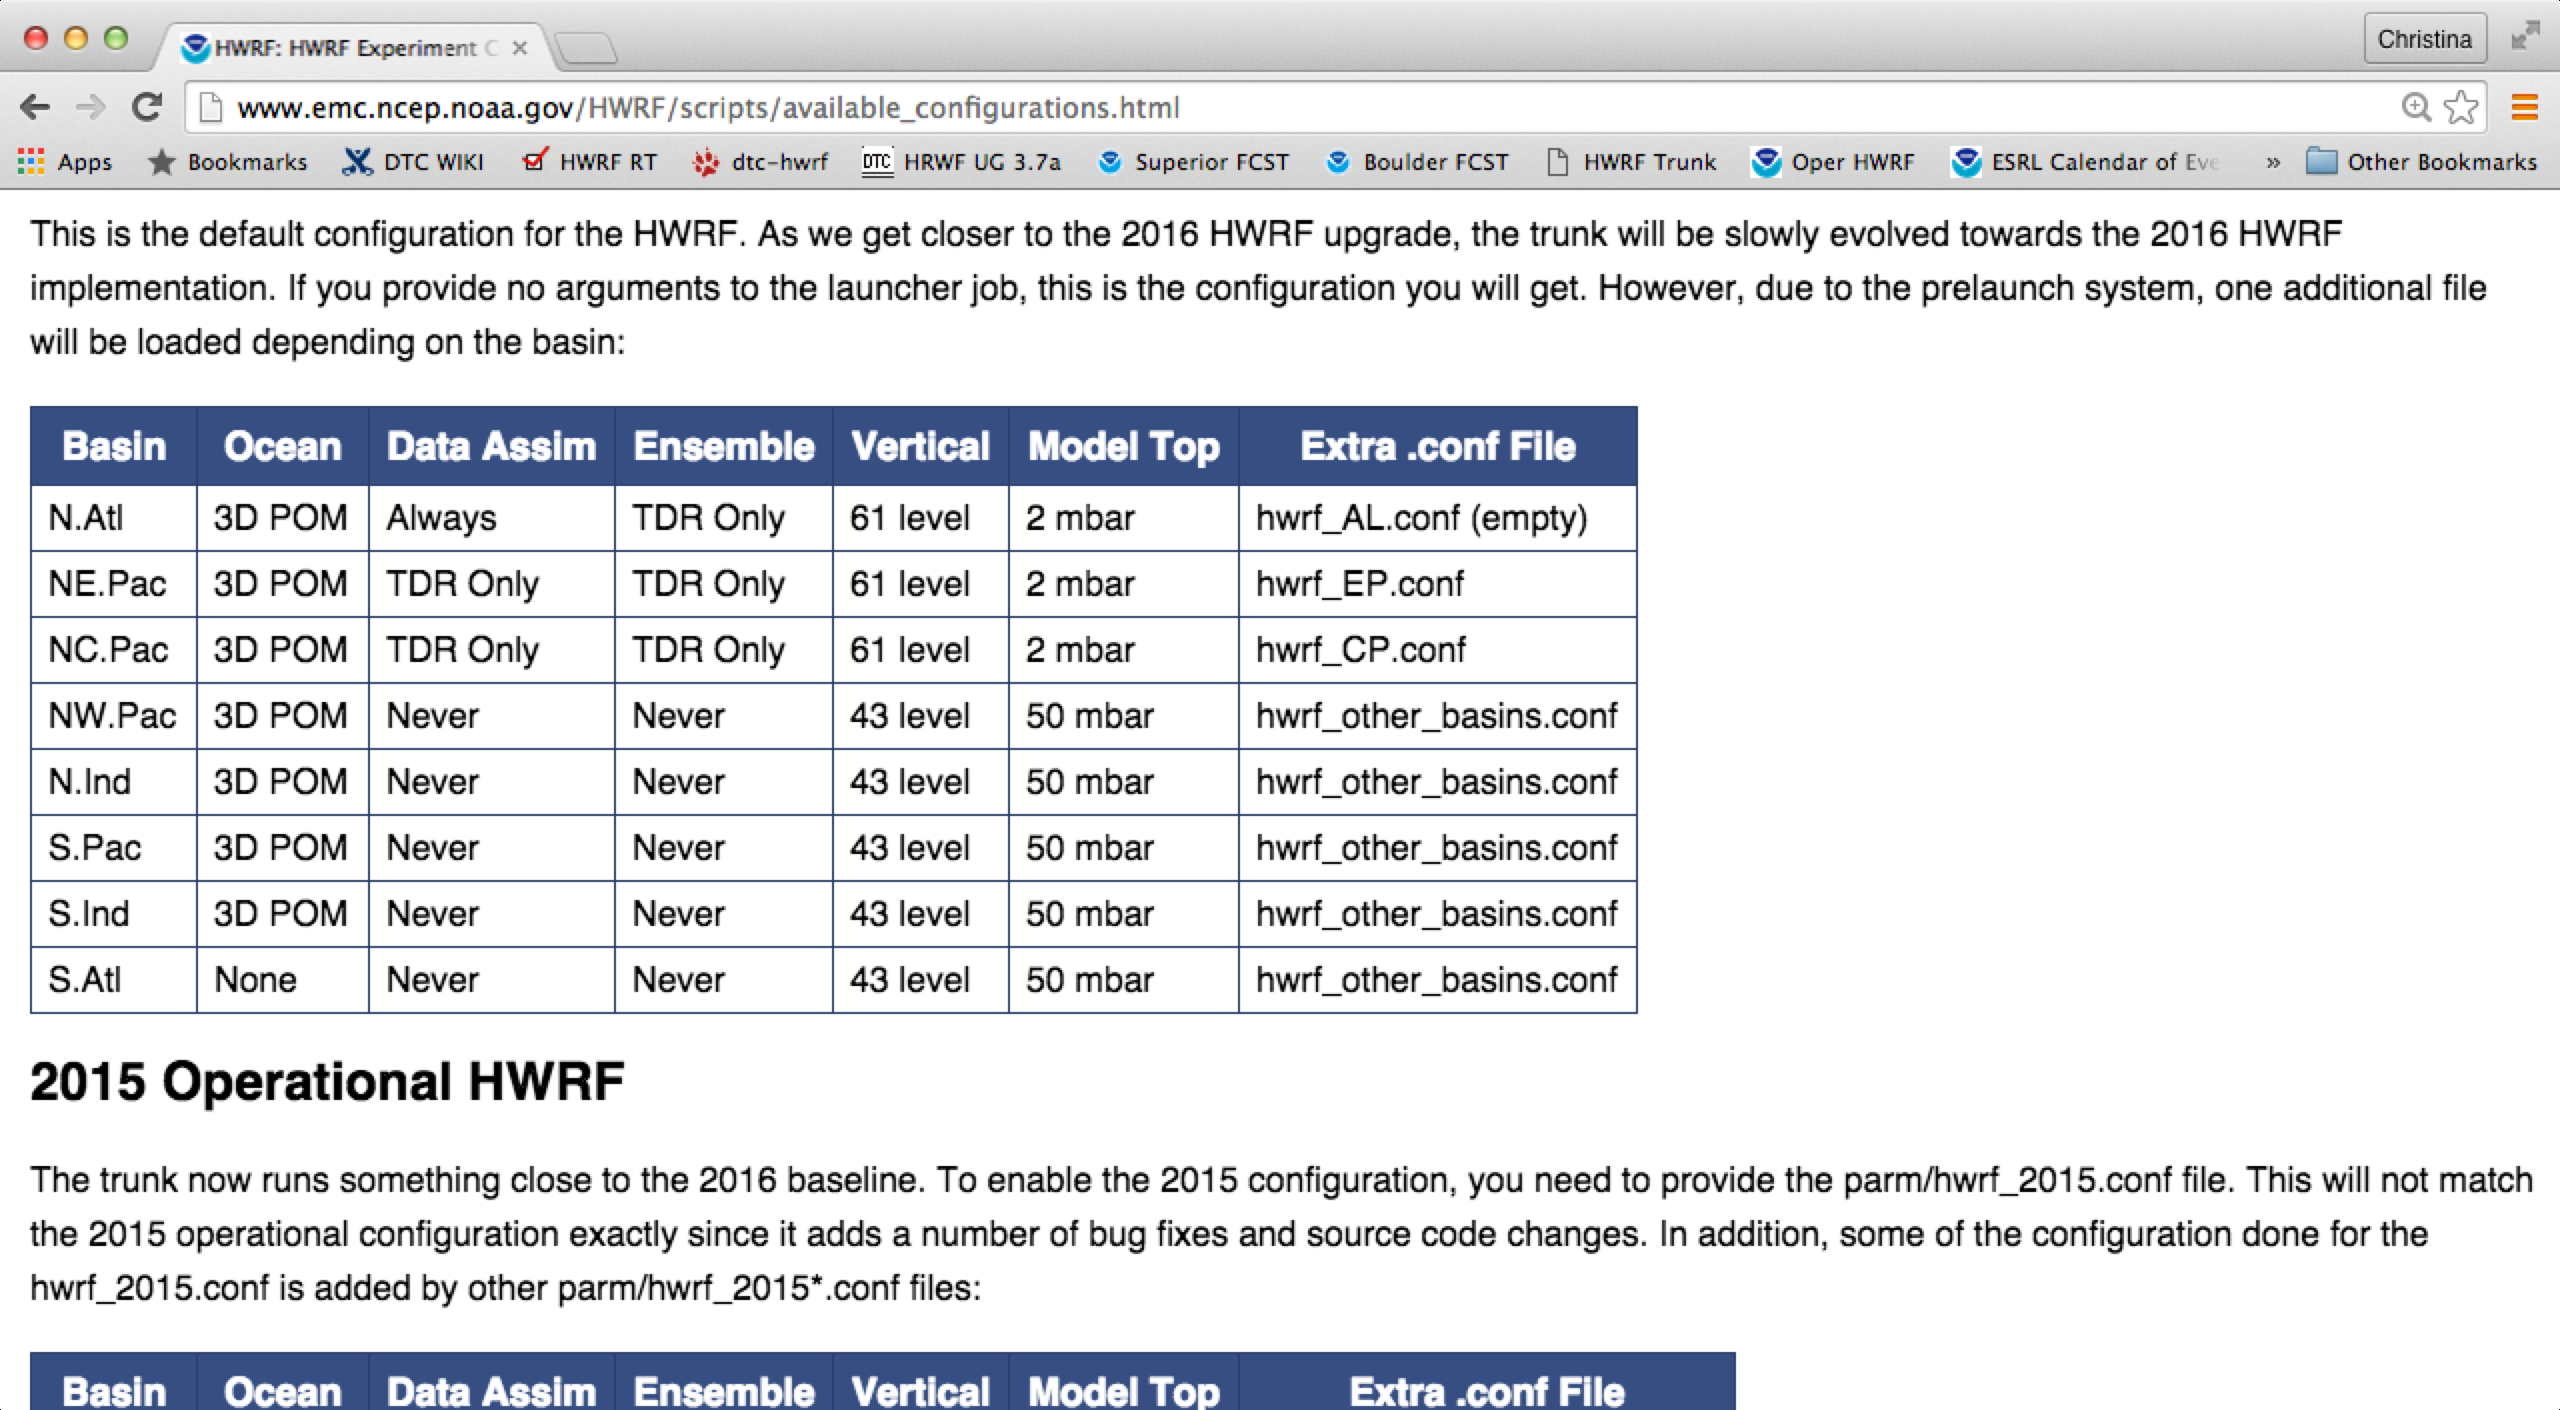 HWRF: HWRF Experiment C
Christina
www.emc.ncep.noaa.gov/HWRF/scripts/available_configurations.html
Apps Bookmarks DTC WIKI HWRF RT dtc-hwrf DTC HRWF UG 3.7a Superior FCST Boulder FCST HWRF Trunk Oper HWRF ESRL Calendar of Eve » Other Bookmarks
This is the default configuration for the HWRF. As we get closer to the 2016 HWRF upgrade, the trunk will be slowly evolved towards the 2016 HWRF
implementation. If you provide no arguments to the launcher job, this is the configuration you will get. However, due to the prelaunch system, one additional file
will be loaded depending on the basin:
Basin Ocean Data Assim Ensemble Vertical Model Top Extra .conf File
N.Atl 3D POM Always TDR Only 61 level 2 mbar hwrf_AL.conf (empty)
NE.Pac 3D POM TDR Only TDR Only 61 level 2 mbar hwrf_EP.conf
NC.Pac 3D POM TDR Only TDR Only 61 level 2 mbar hwrf_CP.conf
NW.Pac 3D POM Never Never 43 level 50 mbar hwrf_other_basins.conf
N.Ind 3D POM Never Never 43 level 50 mbar hwrf_other_basins.conf
S.Pac 3D POM Never Never 43 level 50 mbar hwrf_other_basins.conf
S.Ind 3D POM Never Never 43 level 50 mbar hwrf_other_basins.conf
S.Atl None Never Never 43 level 50 mbar hwrf_other_basins.conf
2015 Operational HWRF
The trunk now runs something close to the 2016 baseline. To enable the 2015 configuration, you need to provide the parm/hwrf_2015.conf file. This will not match
the 2015 operational configuration exactly since it adds a number of bug fixes and source code changes. In addition, some of the configuration done for the
hwrf_2015.conf is added by other parm/hwrf_2015*.conf files:
Basin Ocean Data Assim Ensemble Vertical Model Top Extra .conf File